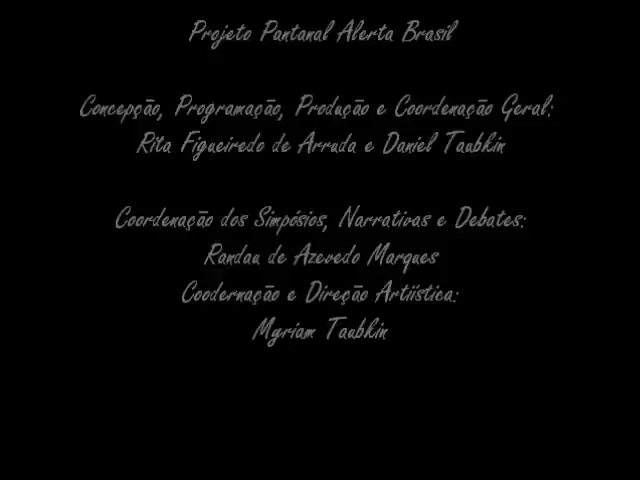 Projeto Pantanal Alerta Brasil
Concepção, Programação, Produção e Coordenação Geral:
Rita Figueiredo de Arruda e Daniel Taubkin
Coordenação dos Simpósios, Narrativas e Debates:
Randau de Azevedo Marques
Coodernação e Direção Artiística:
Myriam Taubkin